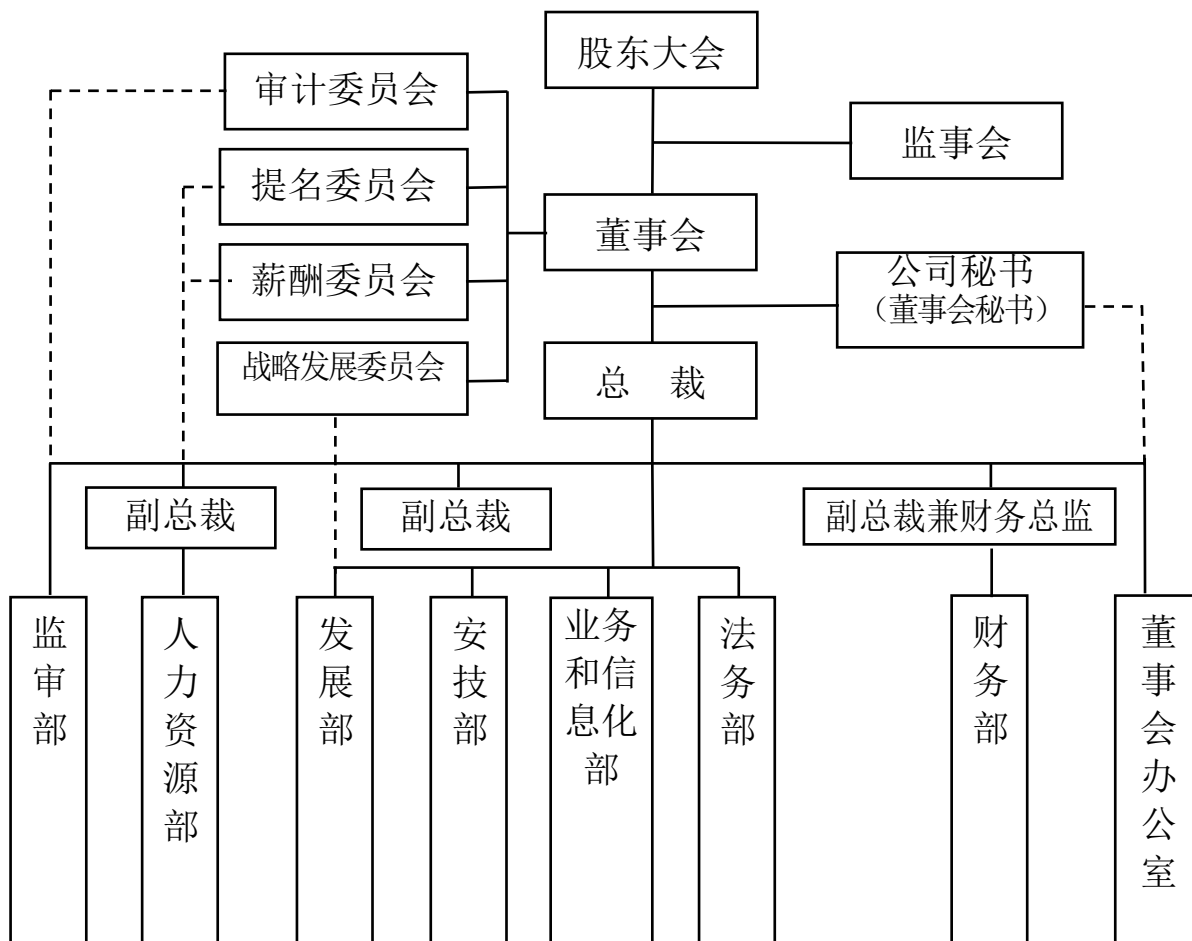 股东大会
审计委员会
监事会
提名委员会
董事会
薪酬委员会
公司秘书
（董事会秘书）
战略发展委员会
总 裁
副总裁
副总裁
副总裁兼财务总监
监审部
人力资源部
发展部
安技部
业务
和信
息化
部
法务部
财务部
董事会办公室